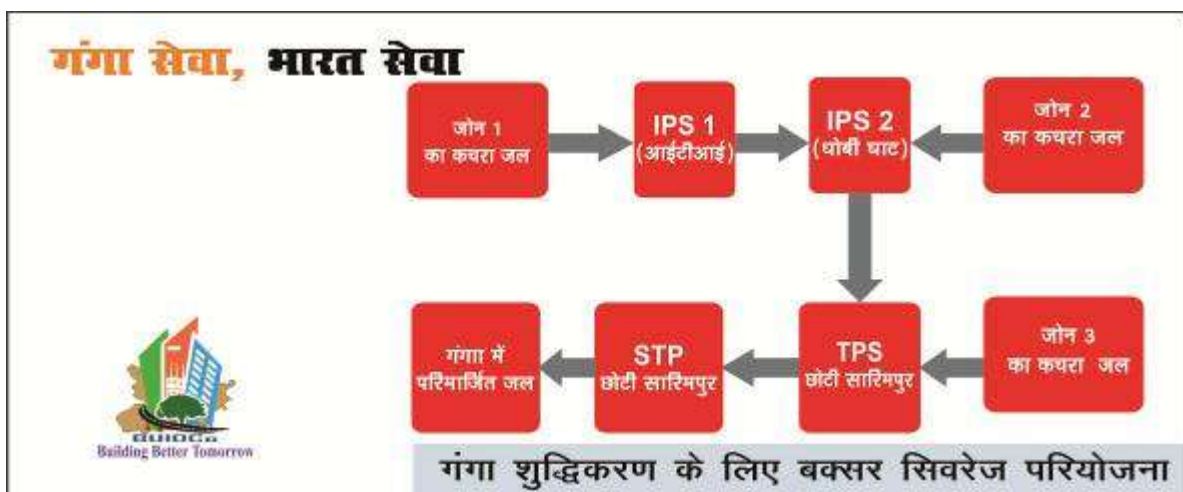 गंगा सेवा, भारत सेवा
जोन 1
का कचरा जल
IPS 1
(आईटीआई)
IPS 2
(धोबी घाट)
जोन 2
का कचरा जल
गंगाा में
परिमार्जित जल
STP
छोटी सारिमपुर
TPS
छोटी सारिमपुर
जोन 3
का कचरा जल
BUIDCo
Building Better Tomorrow
गंगा शुद्धिकरण के लिए बक्सर सिवरेज परियोजना